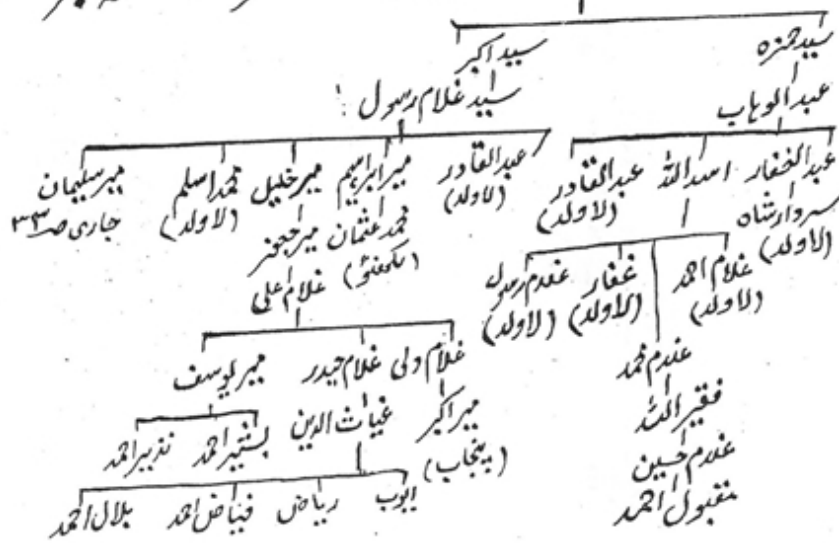 سید حمزہ سید اکبر
عبدالوہاب سید غلام رسول
عبدالغفار اسد اللہ عبدالقادر عبدالقادر میر ابراہیم میر خلیل محمد اسلم میر سلیمان
سردار شاہ (لاولد) (لاولد) محمد عثمان میر جعفر (لاولد) جاری صـ ۳۳
(لاولد) (لکھنؤ) غلام علی
غلام احمد غفار غلام رسول
(لاولد) (لاولد) (لاولد)
غلام ولی غلام حیدر میر یوسف
غلام محمد
میر اکبر غیاث الدین بشیر احمد نذیر احمد
فقیر اللہ
(پنجاب)
غلام حسین
ایوب ریاض فیاض احمد بلال احمد
مقبول احمد